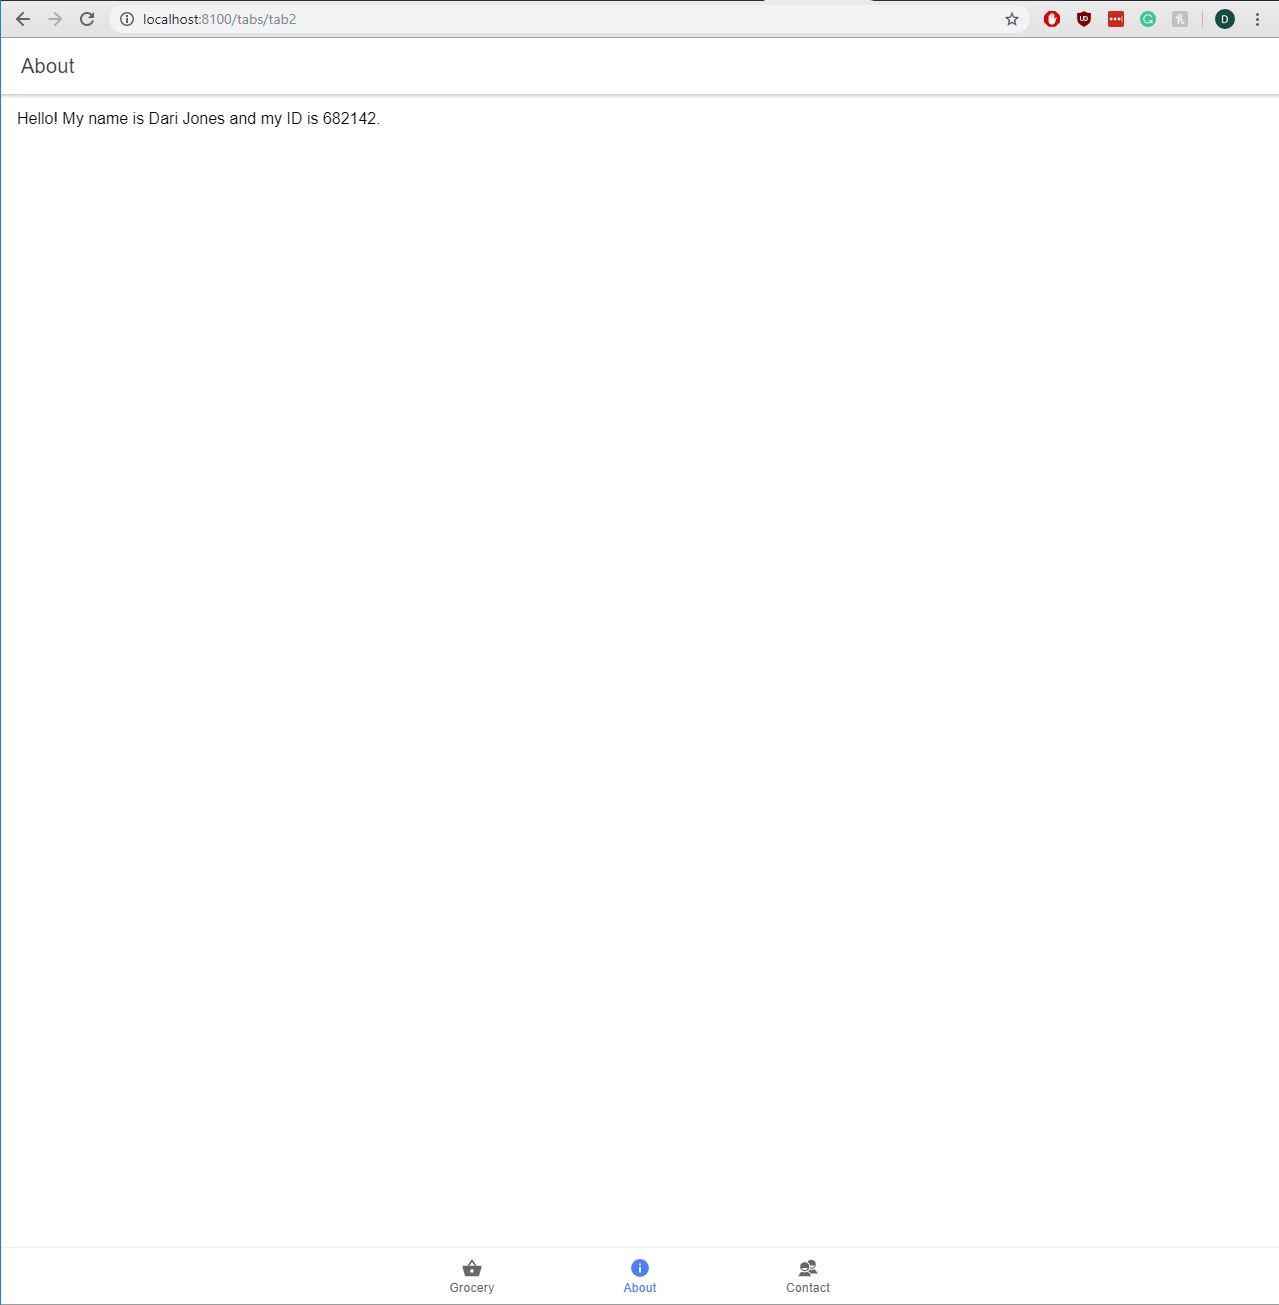 localhost:8100/tabs/tab2
D
About
Hello! My name is Dari Jones and my ID is 682142.
Grocery
About
Contact